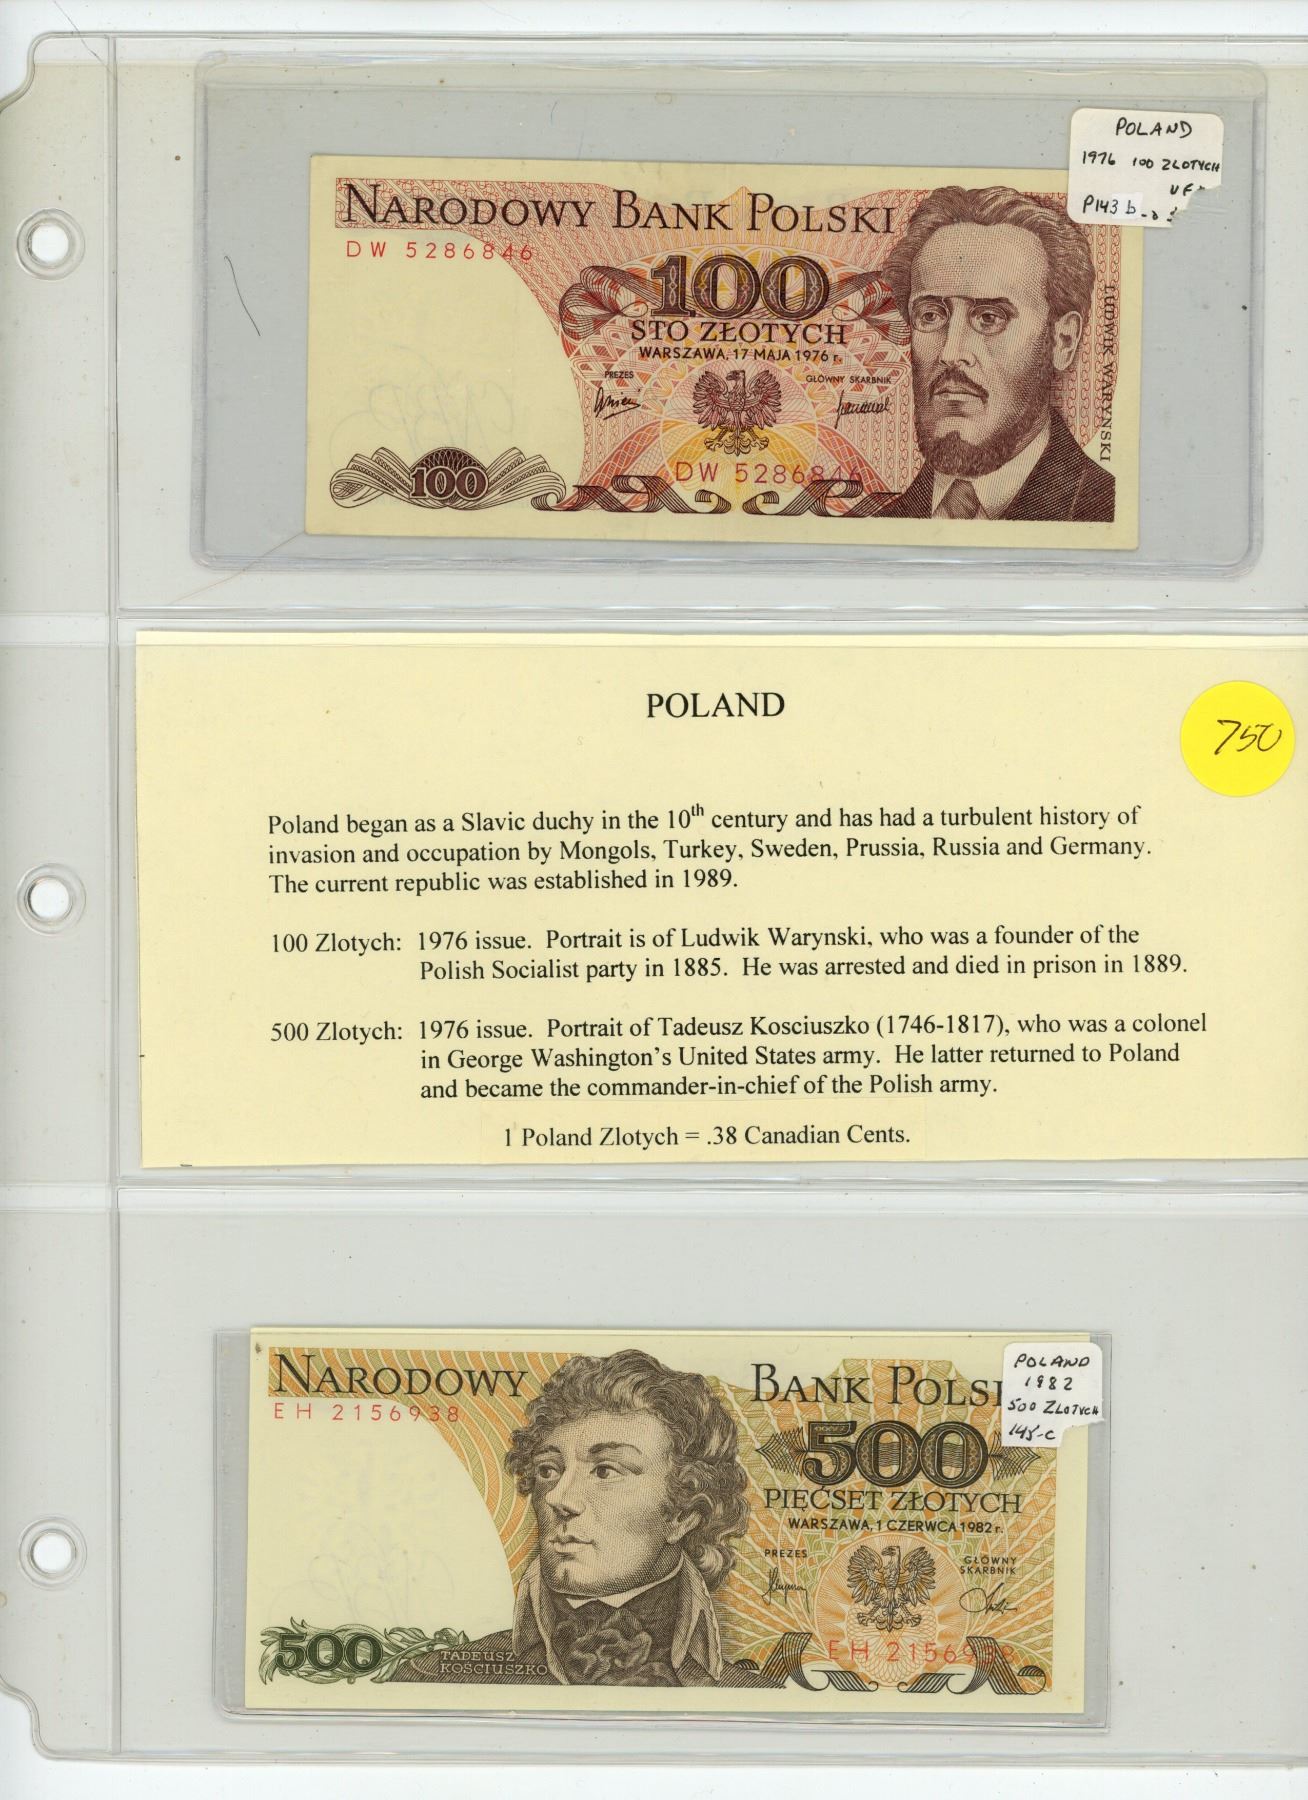 POLAND
1976 100 ZLOTYCH
P143 b
NARODOWY BANK POLSKI
DW 5286846
100
STO ZŁOTYCH
WARSZAWA, 17 MAJA 1976 r.
PREZES
GŁÓWNY SKARBNIK
LUDWIK WARYŃSKI
DW 5286846
100
POLAND
750
Poland began as a Slavic duchy in the 10th century and has had a turbulent history of
invasion and occupation by Mongols, Turkey, Sweden, Prussia, Russia and Germany.
The current republic was established in 1989.
100 Zlotych: 1976 issue. Portrait is of Ludwik Warynski, who was a founder of the
Polish Socialist party in 1885. He was arrested and died in prison in 1889.
500 Zlotych: 1976 issue. Portrait of Tadeusz Kosciuszko (1746-1817), who was a colonel
in George Washington's United States army. He latter returned to Poland
and became the commander-in-chief of the Polish army.
1 Poland Zlotych = .38 Canadian Cents.
POLAND
1982
500 ZLOTYCH
145-C
NARODOWY BANK POLS
EH 2156938
500
PIĘĆSET ZŁOTYCH
WARSZAWA, 1 CZERWCA 1982 r.
PREZES
GŁÓWNY
SKARBNIK
EH 2156938
500
TADEUSZ
KOŚCIUSZKO